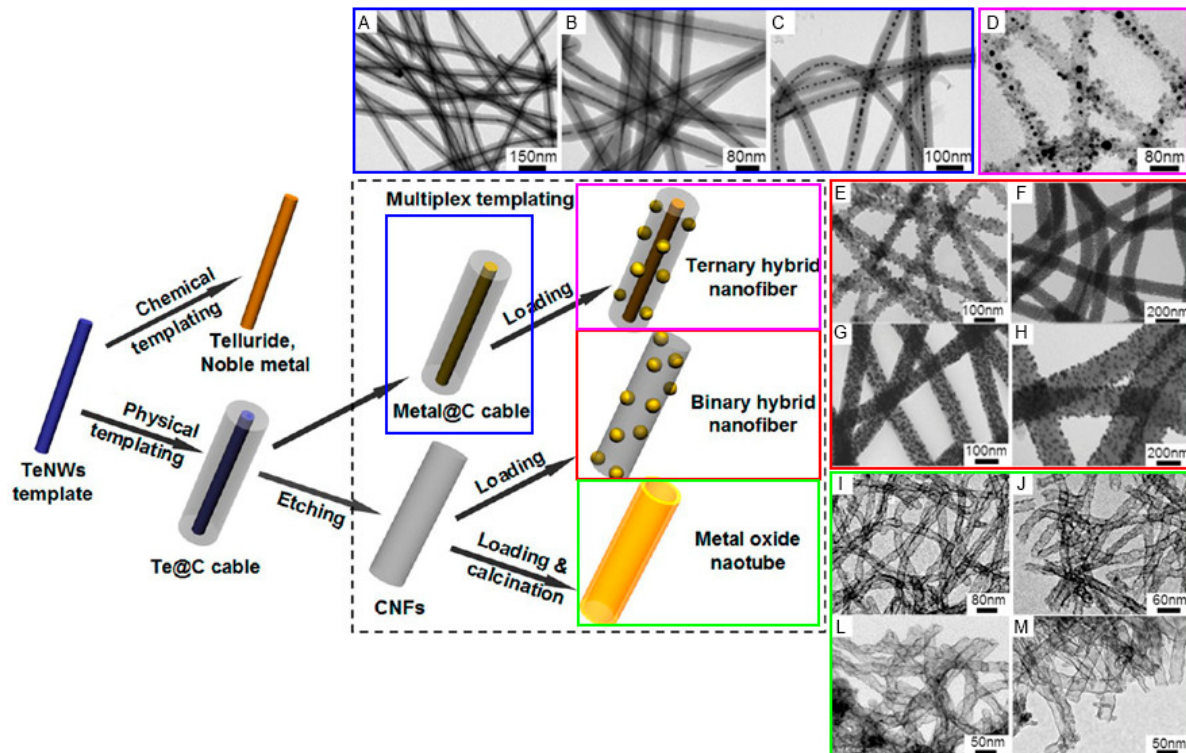 A
B
C
D
150nm
80nm
100nm
80nm
Multiplex templating
Chemical
templating
Telluride,
Noble metal
Physical
templating
TeNWs
template
Te@C cable
Etching
Metal@C cable
Loading
Ternary hybrid
nanofiber
Loading
Binary hybrid
nanofiber
CNFs
Loading &
calcination
Metal oxide
naotube
E
F
100nm
200nm
G
H
100nm
200nm
I
J
80nm
60nm
L
M
50nm
50nm